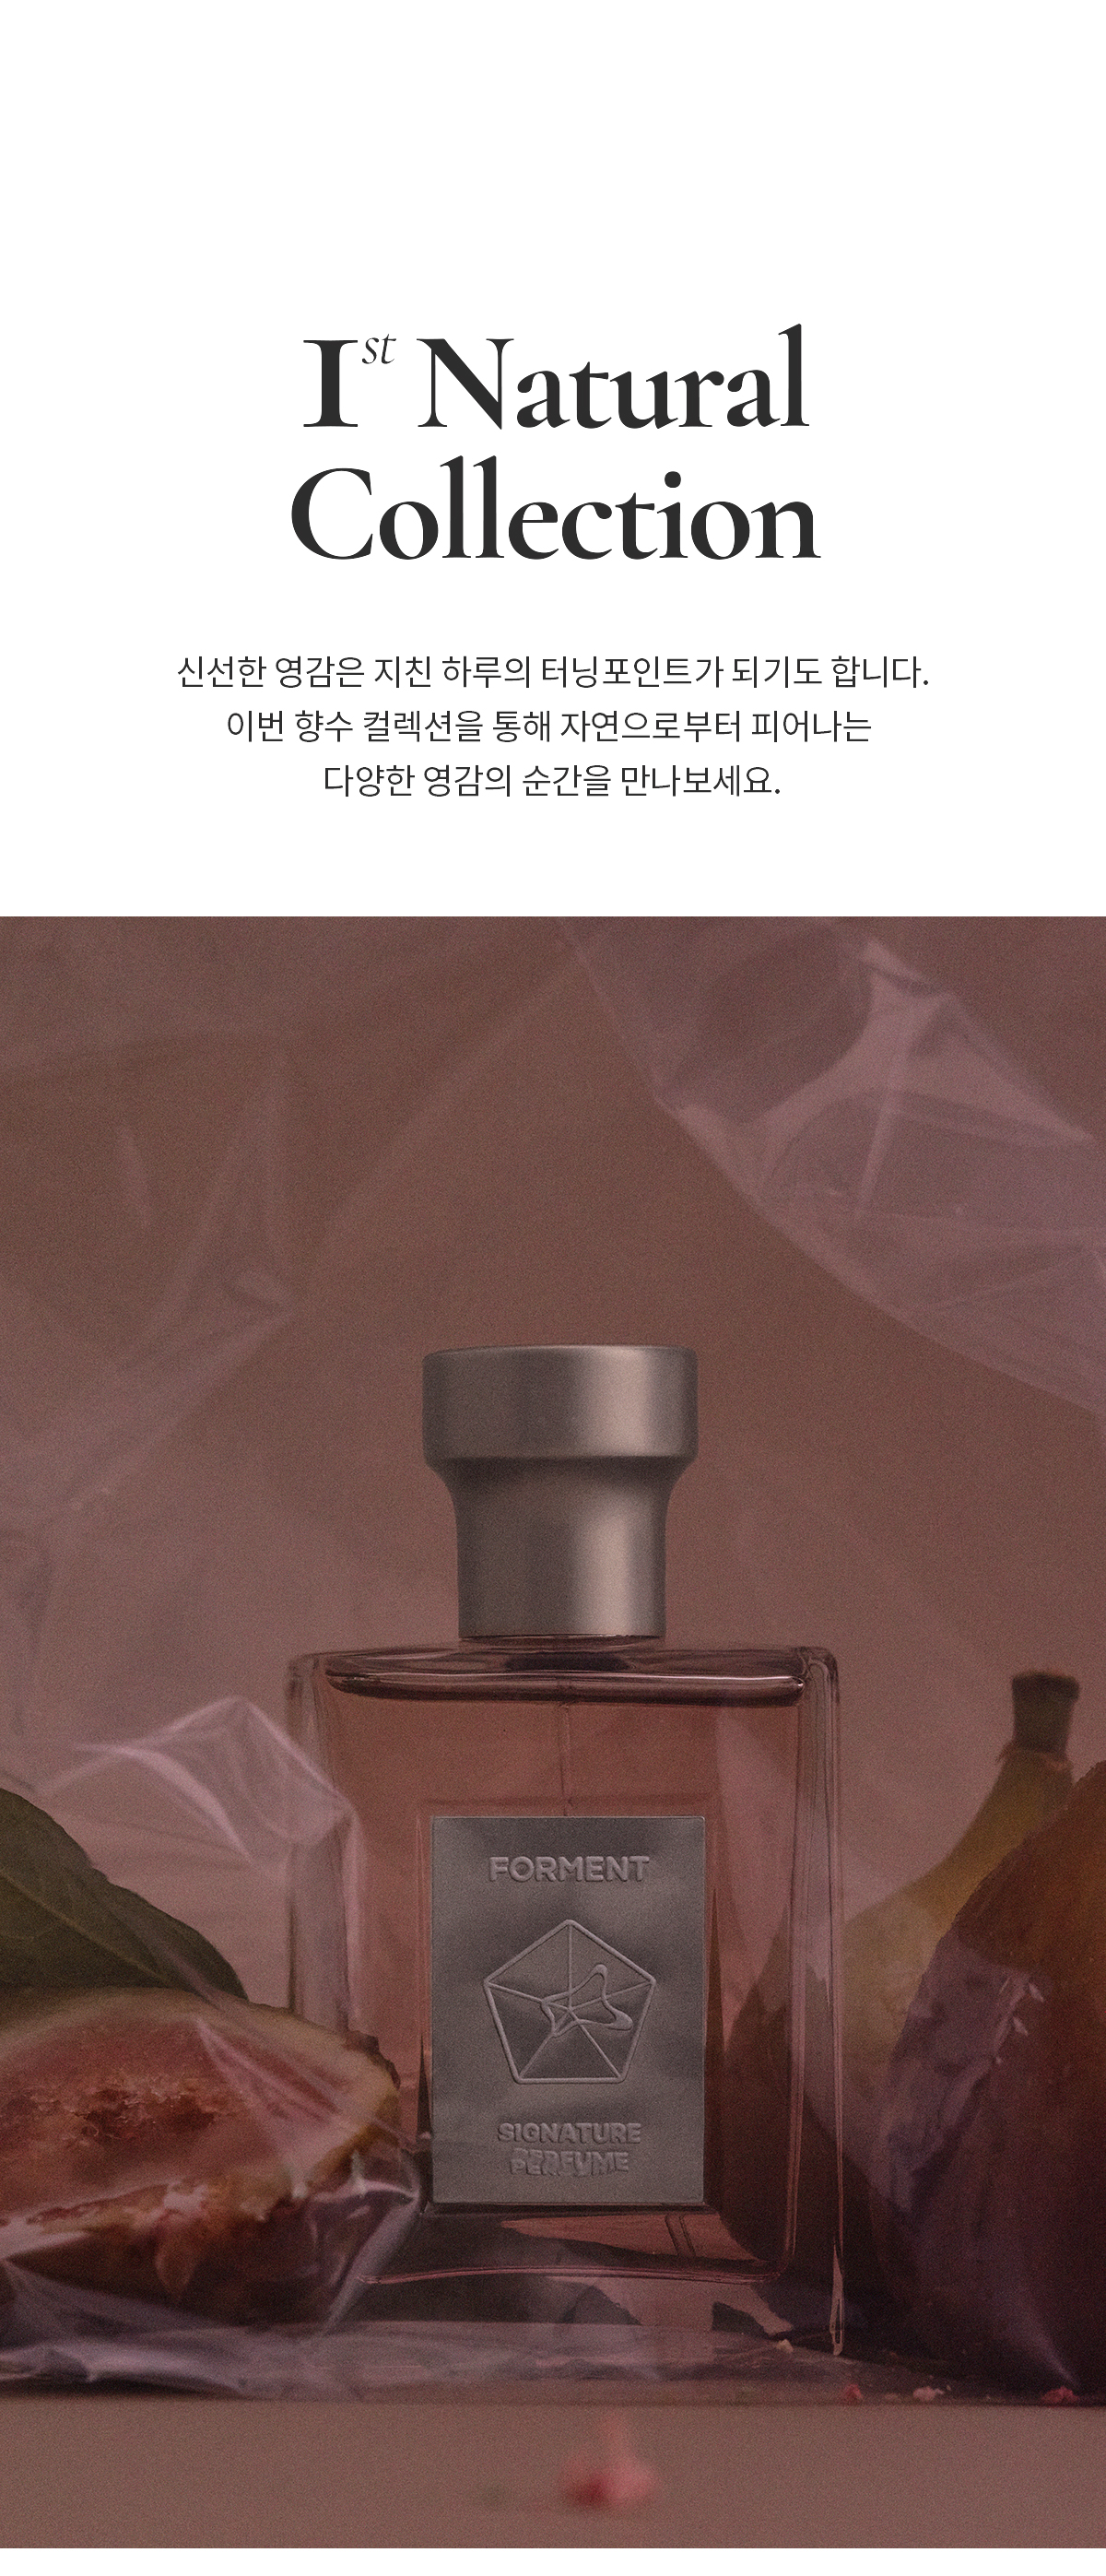 1st Natural
Collection
신선한 영감은 지친 하루의 터닝포인트가 되기도 합니다.
이번 향수 컬렉션을 통해 자연으로부터 피어나는
다양한 영감의 순간을 만나보세요.
FORMENT
SIGNATURE
PERFUME